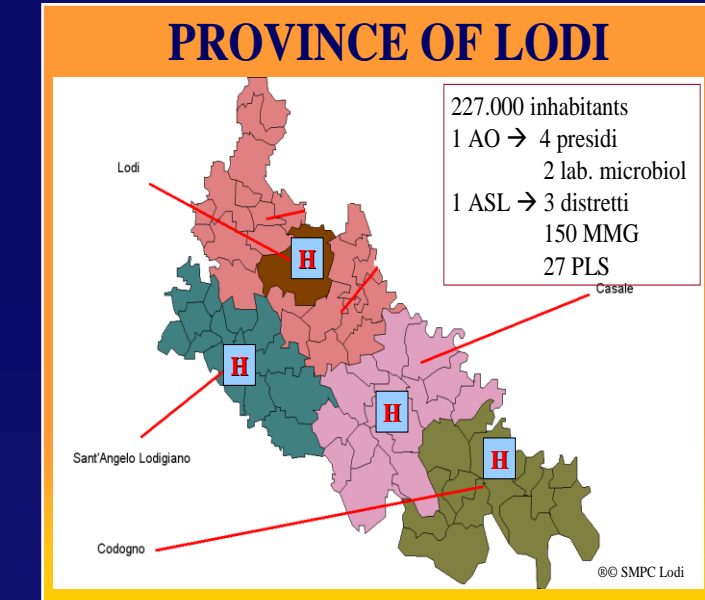 PROVINCE OF LODI
227.000 inhabitants
1 AO → 4 presidi
2 lab. microbiol
1 ASL → 3 distretti
150 MMG
27 PLS
Lodi
Casale
H
H
H
H
Sant'Angelo Lodigiano
Codogno
®© SMPC Lodi